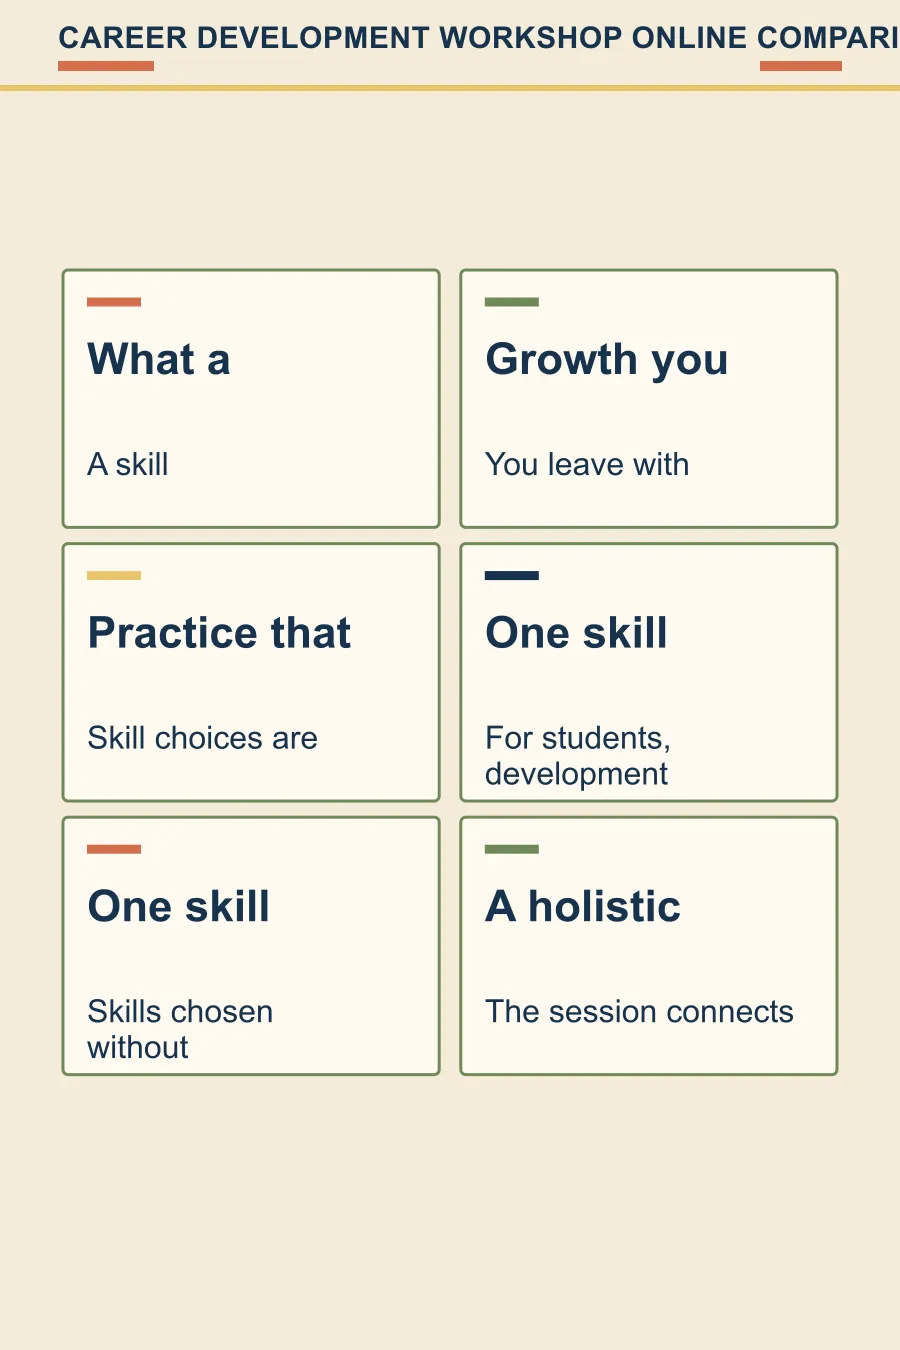 CAREER DEVELOPMENT WORKSHOP ONLINE COMPARI
What a
A skill
Growth you
You leave with
Practice that
Skill choices are
One skill
For students,
development
One skill
Skills chosen
without
A holistic
The session connects